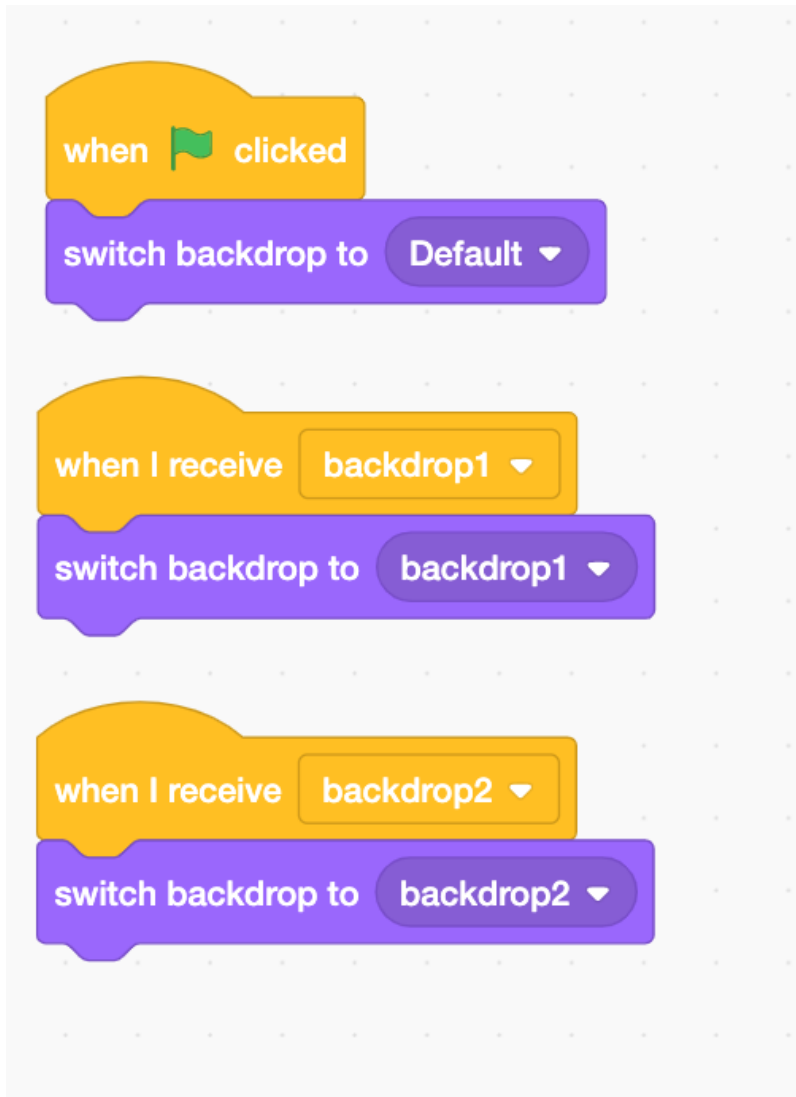 when clicked
switch backdrop to Default
when I receive backdrop1
switch backdrop to backdrop1
when I receive backdrop2
switch backdrop to backdrop2